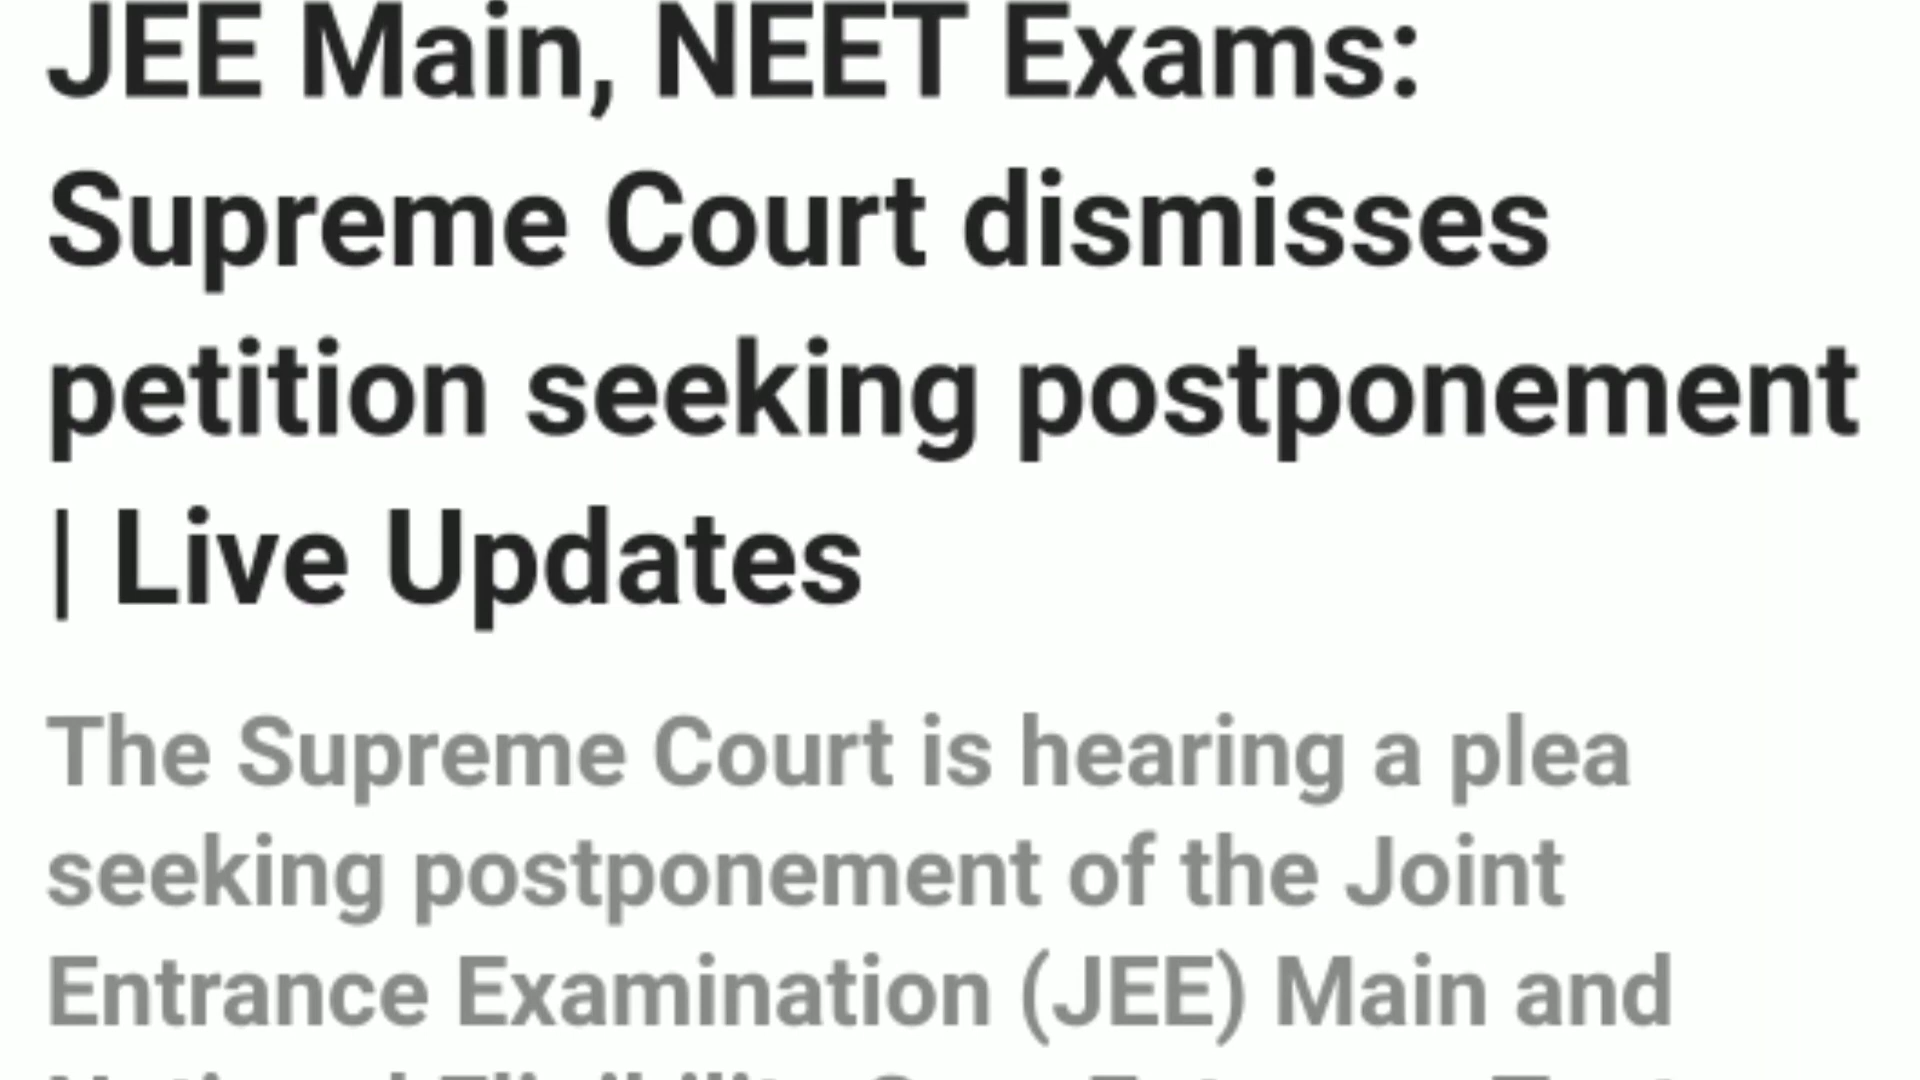 JEE Main, NEET Exams:
Supreme Court dismisses
petition seeking postponement
| Live Updates
The Supreme Court is hearing a plea
seeking postponement of the Joint
Entrance Examination (JEE) Main and